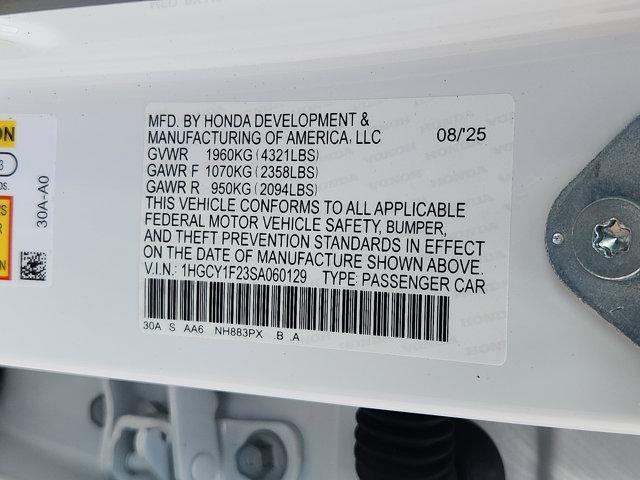 MFD. BY HONDA DEVELOPMENT &
MANUFACTURING OF AMERICA, LLC 08/'25
GVWR 1960KG (4321LBS)
GAWR F 1070KG (2358LBS)
GAWR R 950KG (2094LBS)
THIS VEHICLE CONFORMS TO ALL APPLICABLE
FEDERAL MOTOR VEHICLE SAFETY, BUMPER,
AND THEFT PREVENTION STANDARDS IN EFFECT
ON THE DATE OF MANUFACTURE SHOWN ABOVE.
V.I.N.: 1HGCY1F23SA060129 TYPE: PASSENGER CAR
30A S AA6 NH883PX .B .A
30A-A0